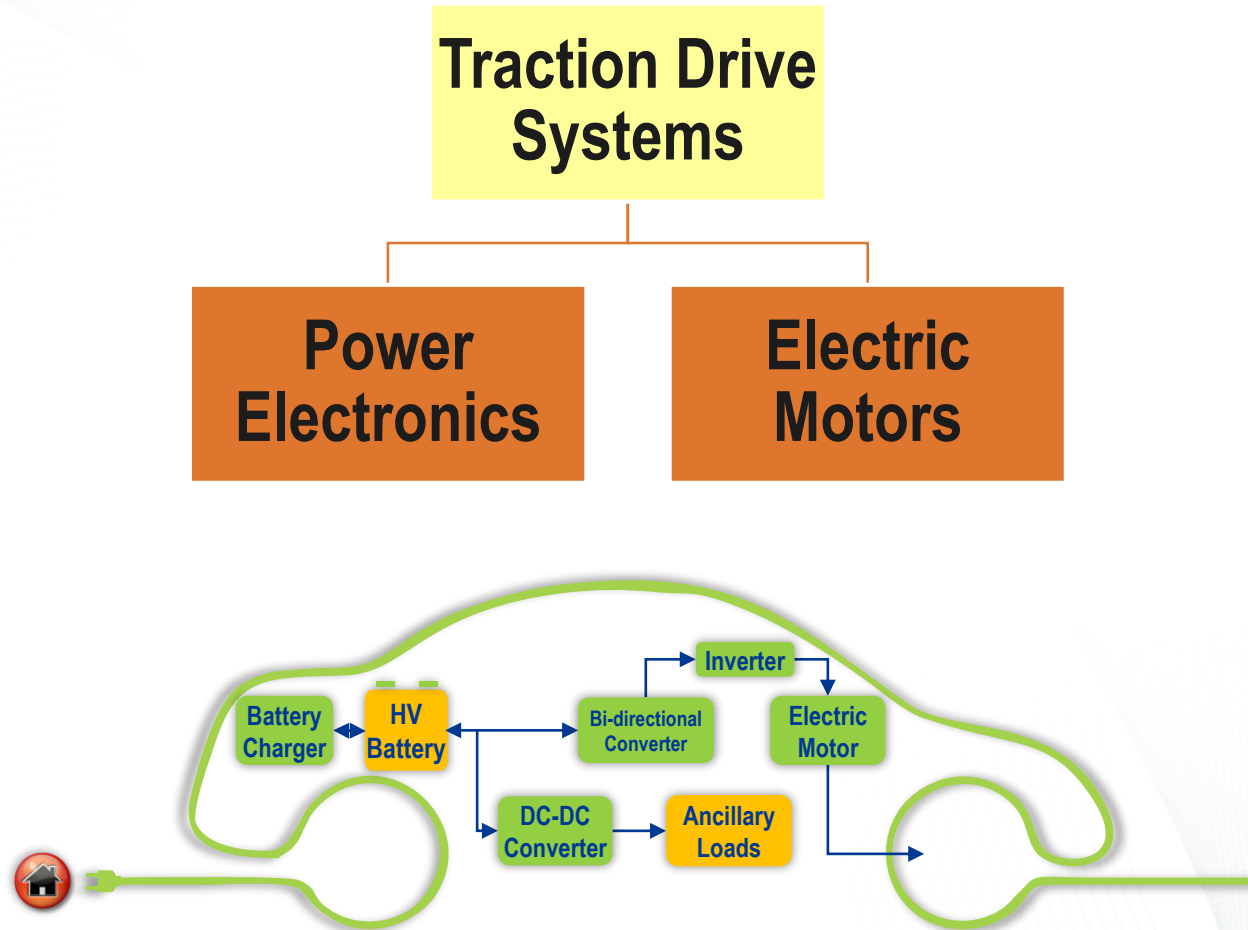 Traction Drive
Systems
Power
Electronics
Electric
Motors
Inverter
Battery
Charger
HV
Battery
Bi-directional
Converter
Electric
Motor
DC-DC
Converter
Ancillary
Loads